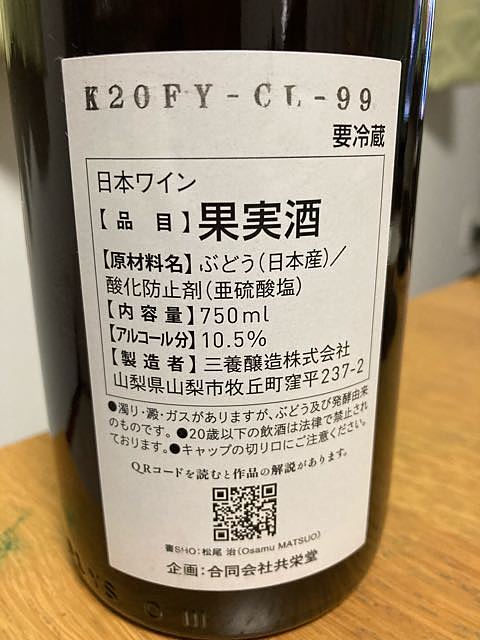 K20FY-CL-99
要冷蔵
日本ワイン
【品 目】果実酒
【原材料名】ぶどう（日本産）／
酸化防止剤（亜硫酸塩）
【内容量】750ml
【アルコール分】10.5%
【製造者】三養醸造株式会社
山梨県山梨市牧丘町窪平237-2
●濁り・澱・ガスがありますが、ぶどう及び発酵由来
のものです。●20歳以下の飲酒は法律で禁止され
ております。●キャップの切り口にご注意ください。
QRコードを読むと作品の解説があります。
書SHO：松尾 治（Osamu MATSUO）
企画：合同会社共栄堂